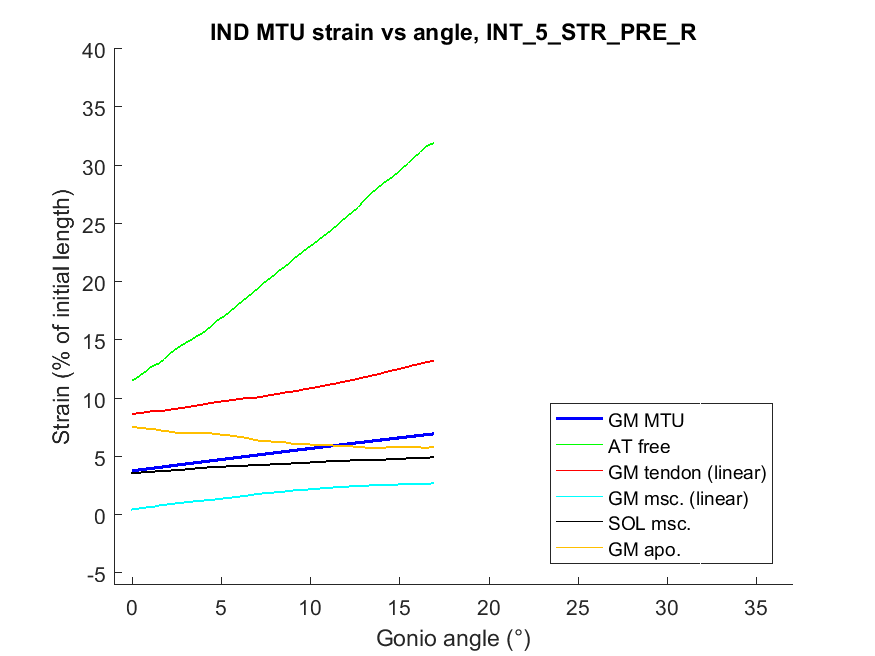 IND MTU strain vs angle, INT_5_STR_PRE_R
Strain (% of initial length)
40
35
30
25
20
15
10
5
0
-5
0 5 10 15 20 25 30 35
Gonio angle (°)
GM MTU
AT free
GM tendon (linear)
GM msc. (linear)
SOL msc.
GM apo.